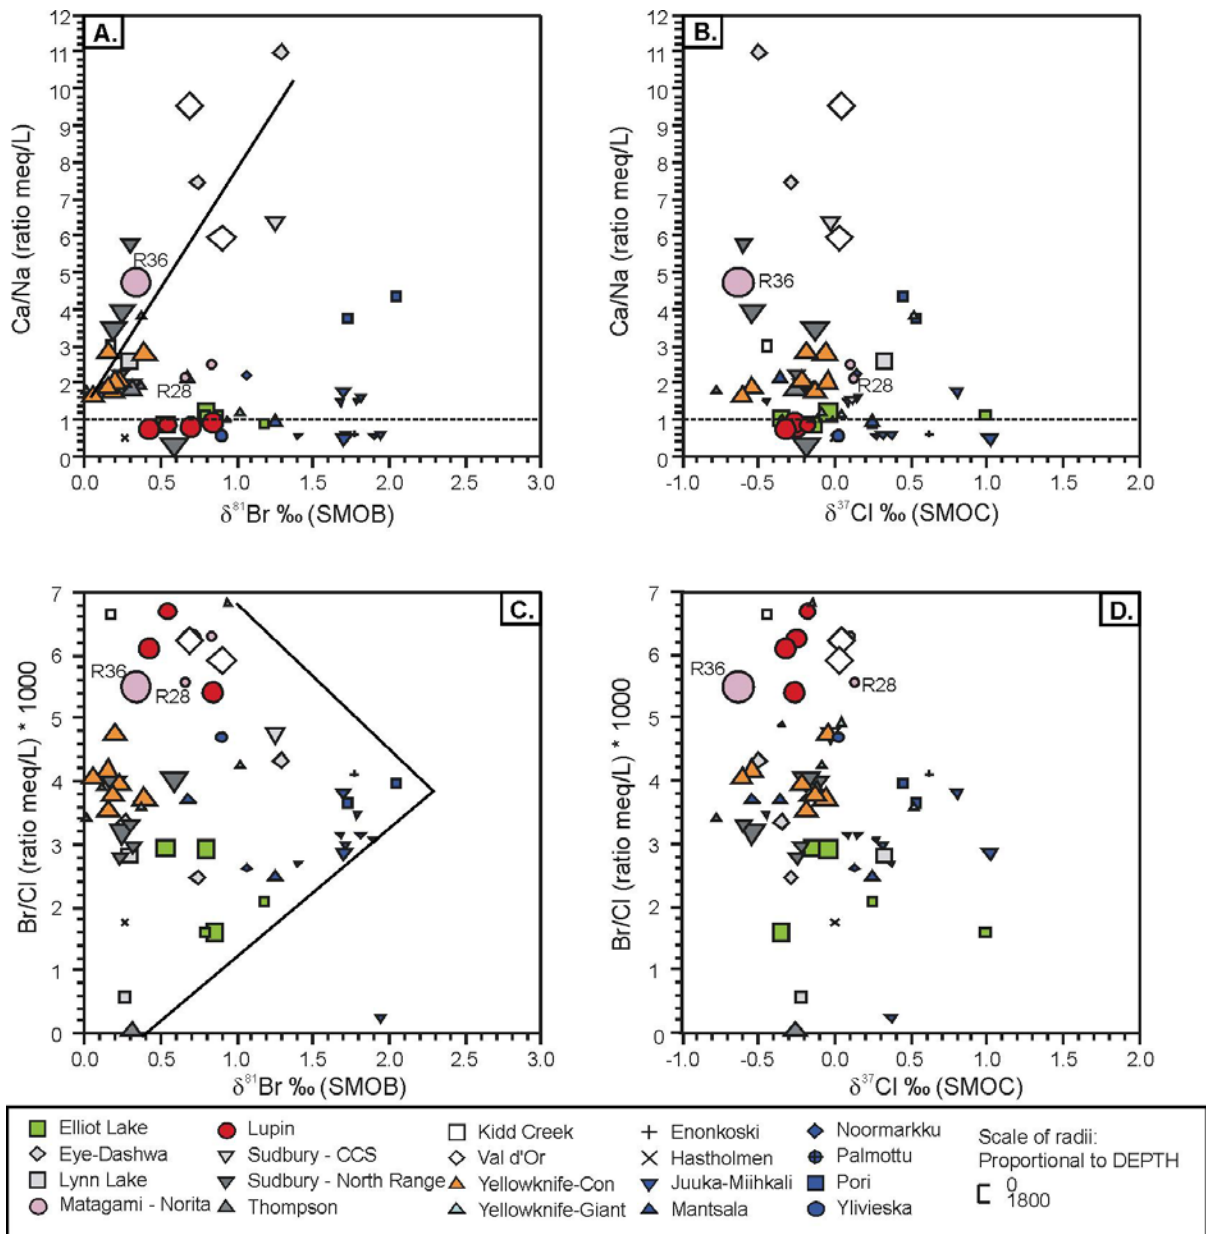 A.
12
11
10
9
8
7
6
5
4
3
2
1
0
Ca/Na (ratio meq/L)
R36
R28
0.0 0.5 1.0 1.5 2.0 2.5 3.0
δ⁸¹Br ‰ (SMOB)
B.
12
11
10
9
8
7
6
5
4
3
2
1
0
Ca/Na (ratio meq/L)
R36
R28
-1.0 -0.5 0.0 0.5 1.0 1.5 2.0
δ³⁷Cl ‰ (SMOC)
C.
7
6
5
4
3
2
1
0
Br/Cl (ratio meq/L) * 1000
R36
R28
0.0 0.5 1.0 1.5 2.0 2.5 3.0
δ⁸¹Br ‰ (SMOB)
D.
7
6
5
4
3
2
1
0
Br/Cl (ratio meq/L) * 1000
R36
R28
-1.0 -0.5 0.0 0.5 1.0 1.5 2.0
δ³⁷Cl ‰ (SMOC)
Elliot Lake
Eye-Dashwa
Lynn Lake
Matagami - Norita
Lupin
Sudbury - CCS
Sudbury - North Range
Thompson
Kidd Creek
Val d'Or
Yellowknife-Con
Yellowknife-Giant
Enonkoski
Hastholmen
Juuka-Miihkali
Mantsala
Noormarkku
Palmottu
Pori
Ylivieska
Scale of radii:
Proportional to DEPTH
0
1800